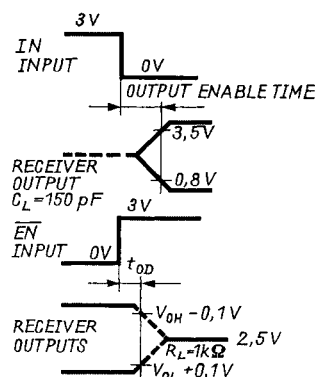 3V
IN
INPUT
0V
OUTPUT ENABLE TIME
3,5V
RECEIVER
OUTPUT
C_L=150 pF
0,8V
3V
EN
INPUT
0V
t_OD
V_OH-0,1V
RECEIVER
OUTPUTS
2,5V
R_L=1kΩ
V_OL+0,1V